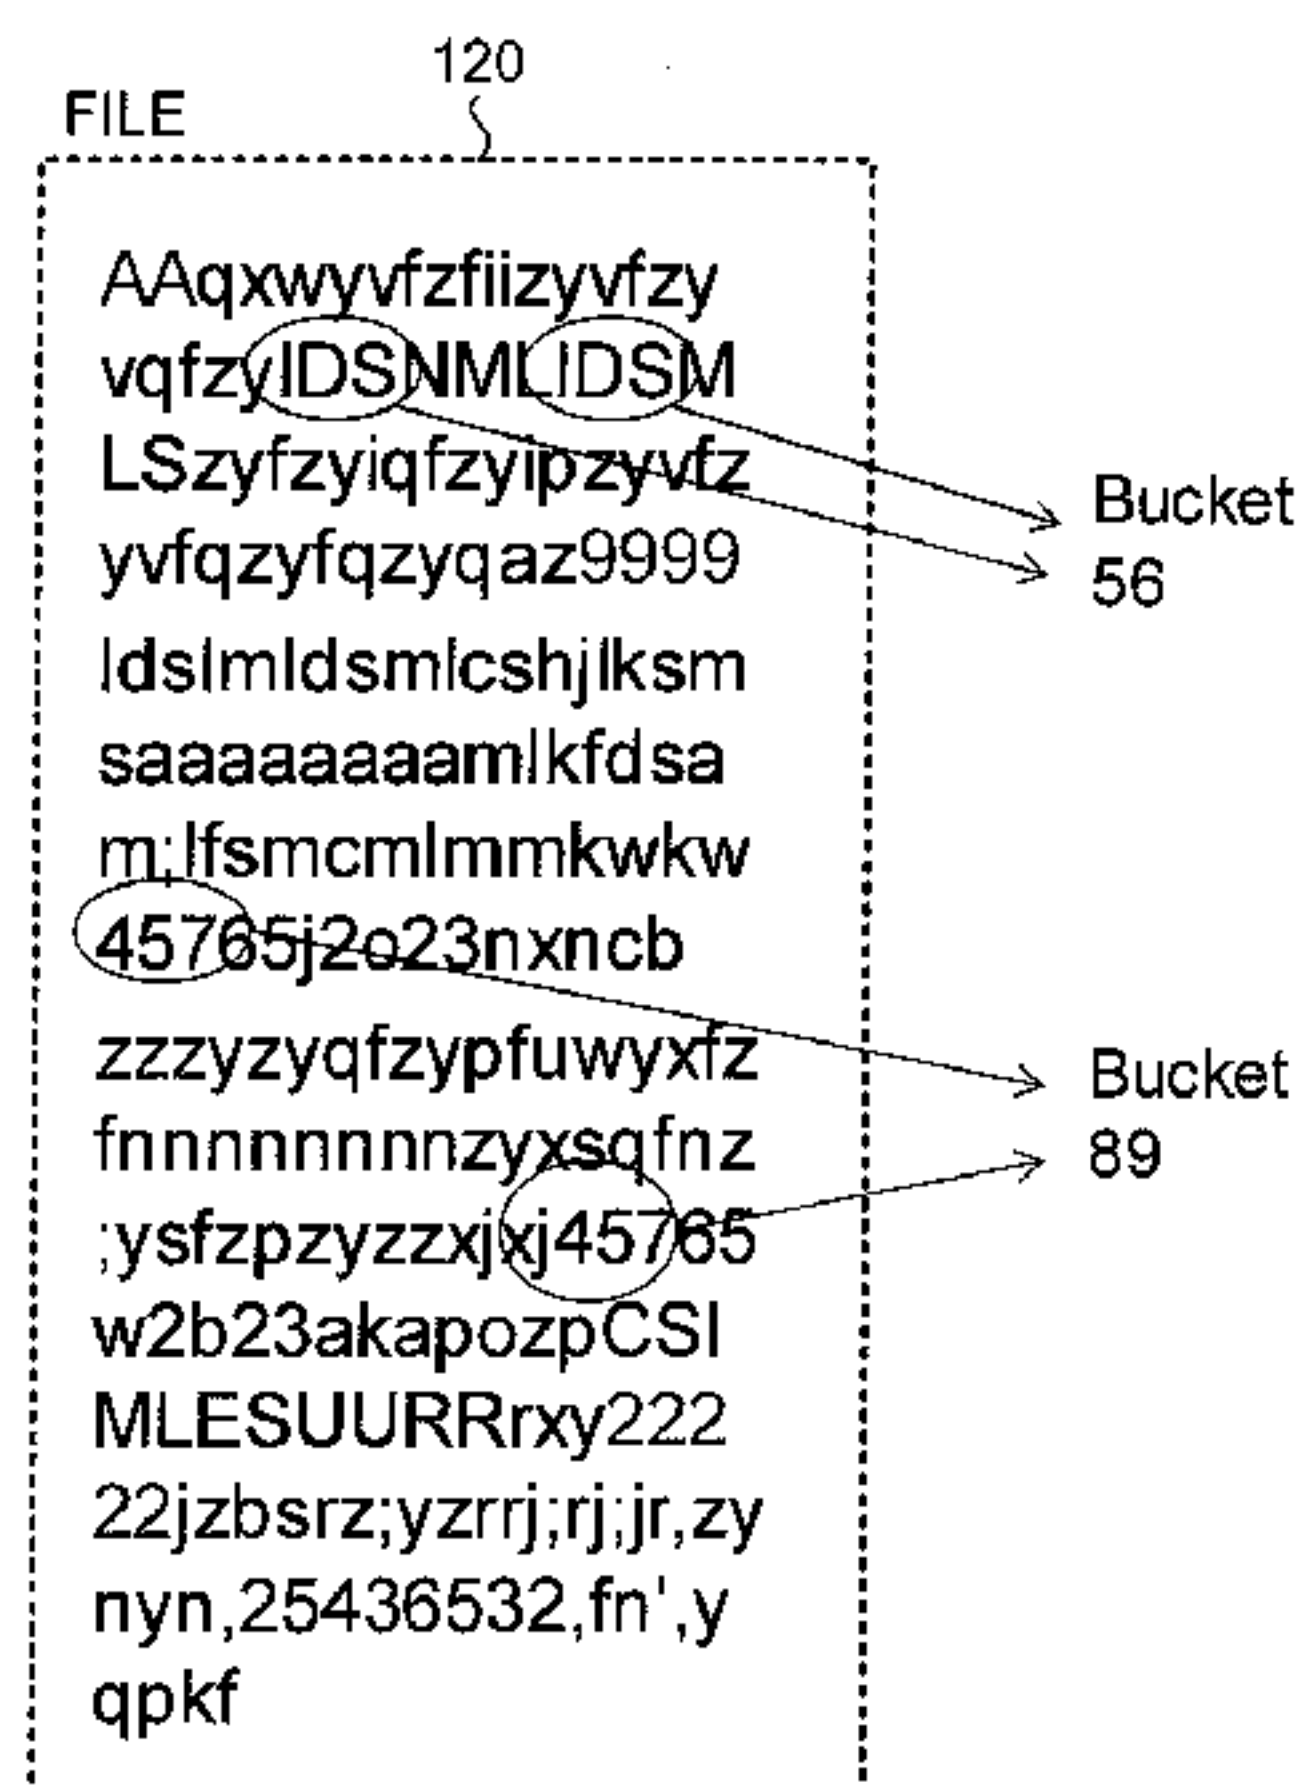 120
FILE
AAqxwyvfzfiizyvfzy
vqfzyIDSNMLIDSM
LSzyfzyiqfzyipzyvfz
yvfqzyfqzyqaz9999
Bucket
56
ldslmldsmlcshjlksm
saaaaaaaamlkfdsa
m;lfsmcmlmmkwkw
45765j2o23nxncb
zzzyzyqfzypfuwyxfz
Bucket
89
fnnnnnnnnzyxsqfnz
;ysfzpzyzzxjxj45765
w2b23akapozpCSI
MLESUURRrxy222
22jzbsrz;yzrrj;rj;jr,zy
nyn,25436532,fn',y
qpkf